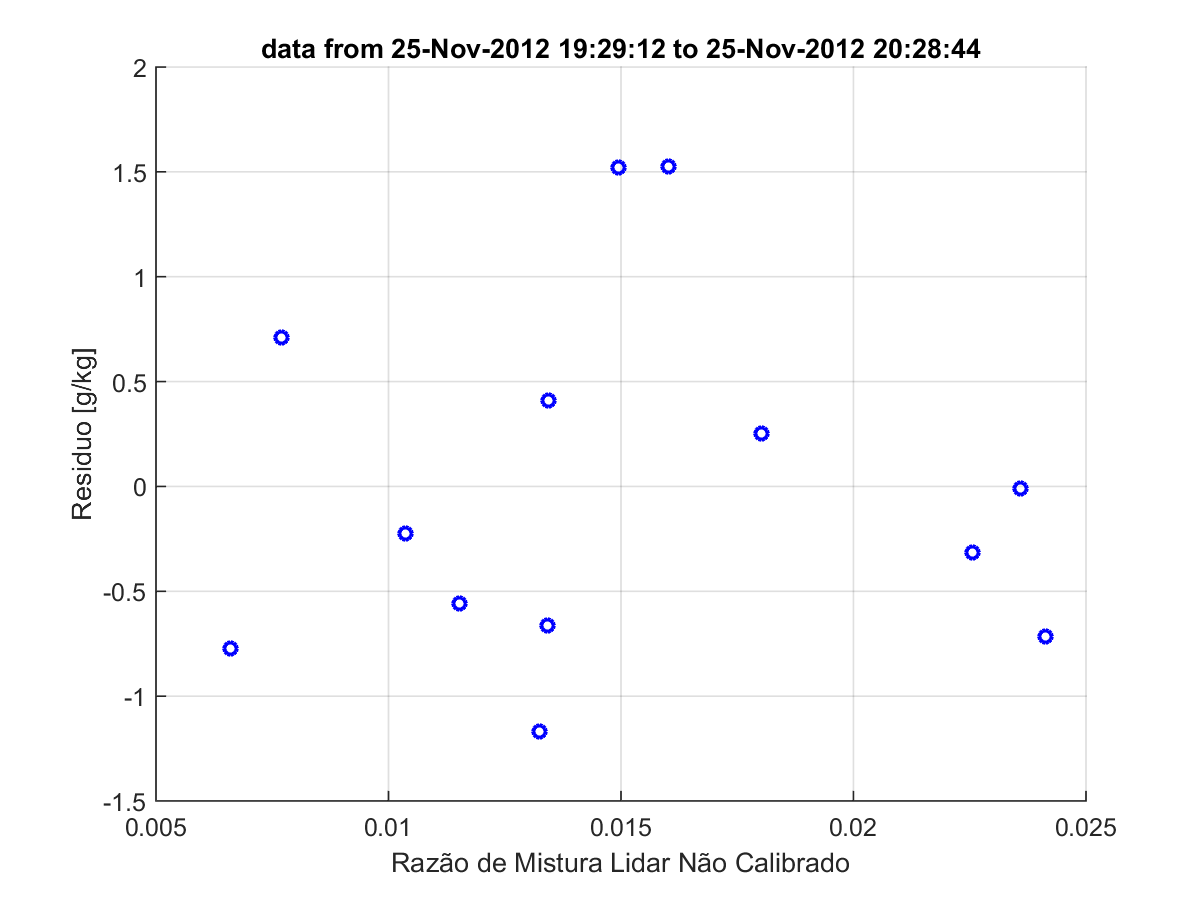 data from 25-Nov-2012 19:29:12 to 25-Nov-2012 20:28:44
2
1.5
1
0.5
0
-0.5
-1
-1.5
Residuo [g/kg]
0.005 0.01 0.015 0.02 0.025
Razão de Mistura Lidar Não Calibrado